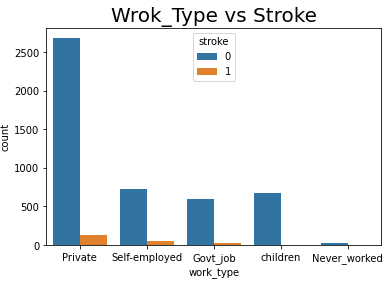 Wrok_Type vs Stroke
stroke
0
1
2500
2000
1500
1000
500
0
count
Private
Self-employed
Govt_job
children
Never_worked
work_type